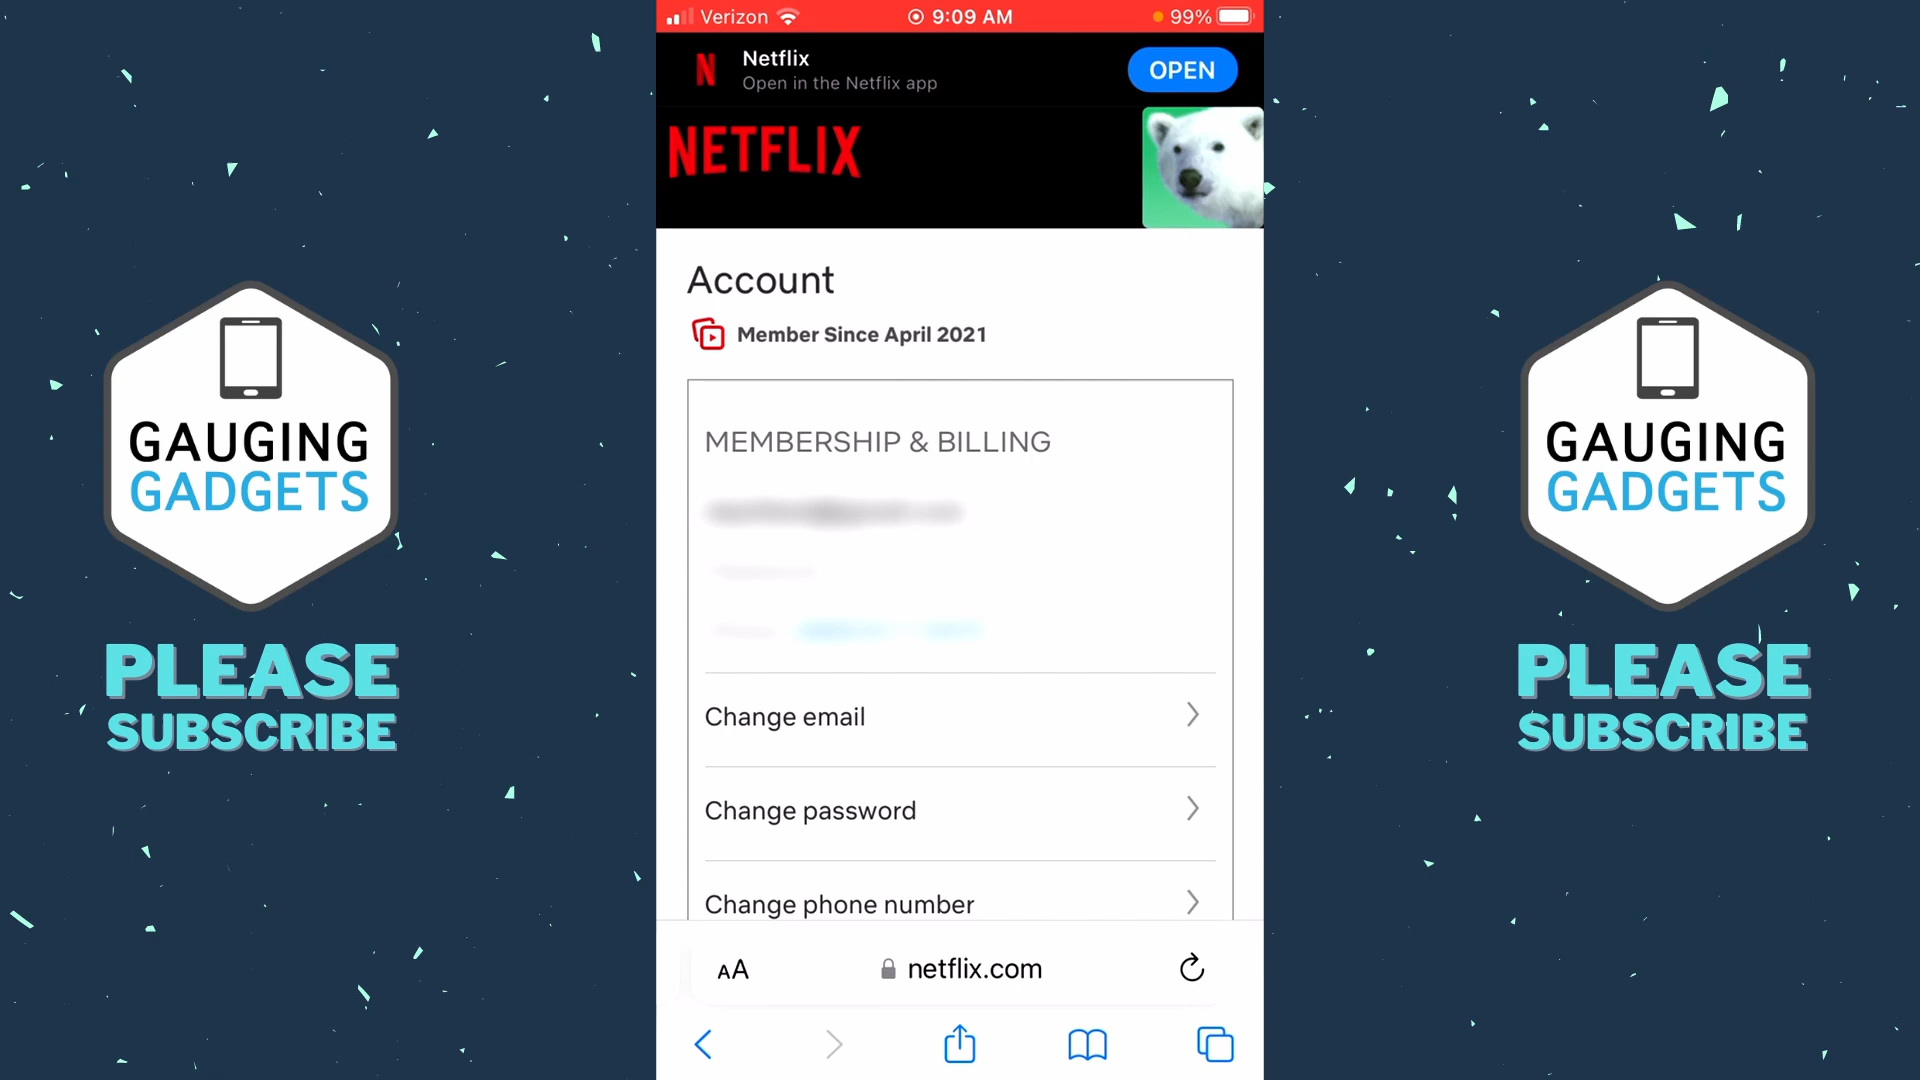 Verizon
9:09 AM
99%
Netflix
Open in the Netflix app
OPEN
NETFLIX
Account
Member Since April 2021
MEMBERSHIP & BILLING
Change email
Change password
Change phone number
AA
netflix.com
GAUGING
GADGETS
PLEASE
SUBSCRIBE
GAUGING
GADGETS
PLEASE
SUBSCRIBE